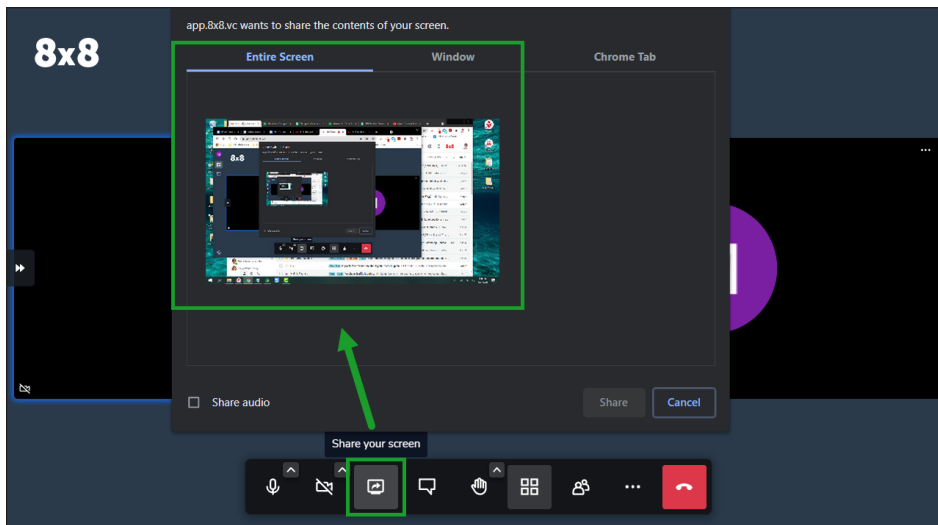 app.8x8.vc wants to share the contents of your screen.
8x8
Entire Screen Window Chrome Tab
8x8
Share audio
Share Cancel
Share your screen